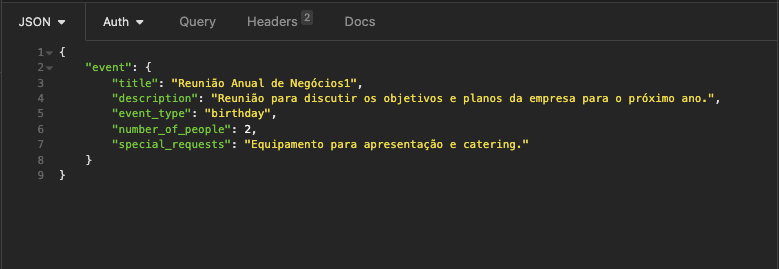 JSON Auth Query Headers 2 Docs
1 {
2 "event": {
3 "title": "Reunião Anual de Negócios1",
4 "description": "Reunião para discutir os objetivos e planos da empresa para o próximo ano.",
5 "event_type": "birthday",
6 "number_of_people": 2,
7 "special_requests": "Equipamento para apresentação e catering."
8 }
9 }